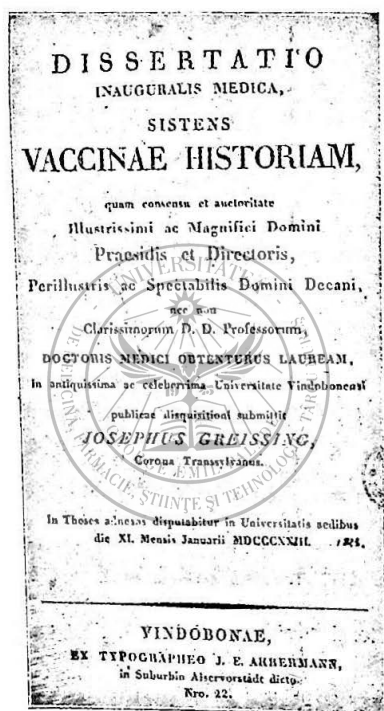 DISSERTATIO
INAUGURALIS MEDICA,
SISTENS
VACCINAE HISTORIAM,
quam consensu et auctoritate
Illustrissimi ac Magnifici Domini
Praesidis et Directoris,
Perillustris ac Spectabilis Domini Decani,
nec non
Clarissimorum D. D. Professorum,
DOCTORIS MEDICI OBTENTURUS LAUREAM,
In antiquissima ac celeberrima Universitate Vindobonensi
publicae disquisitioni submittit
JOSEPHUS GREISSING,
Corona Transylvanus.
In Theses adnexas disputabitur in Universitatis aedibus
die XI. Mensis Januarii MDCCCXXIII.
VINDOBONAE,
EX TYPOGRAPHEO J. E. AKKERMANN,
in Suburbio Alservorstadt dicto
Nro. 22.